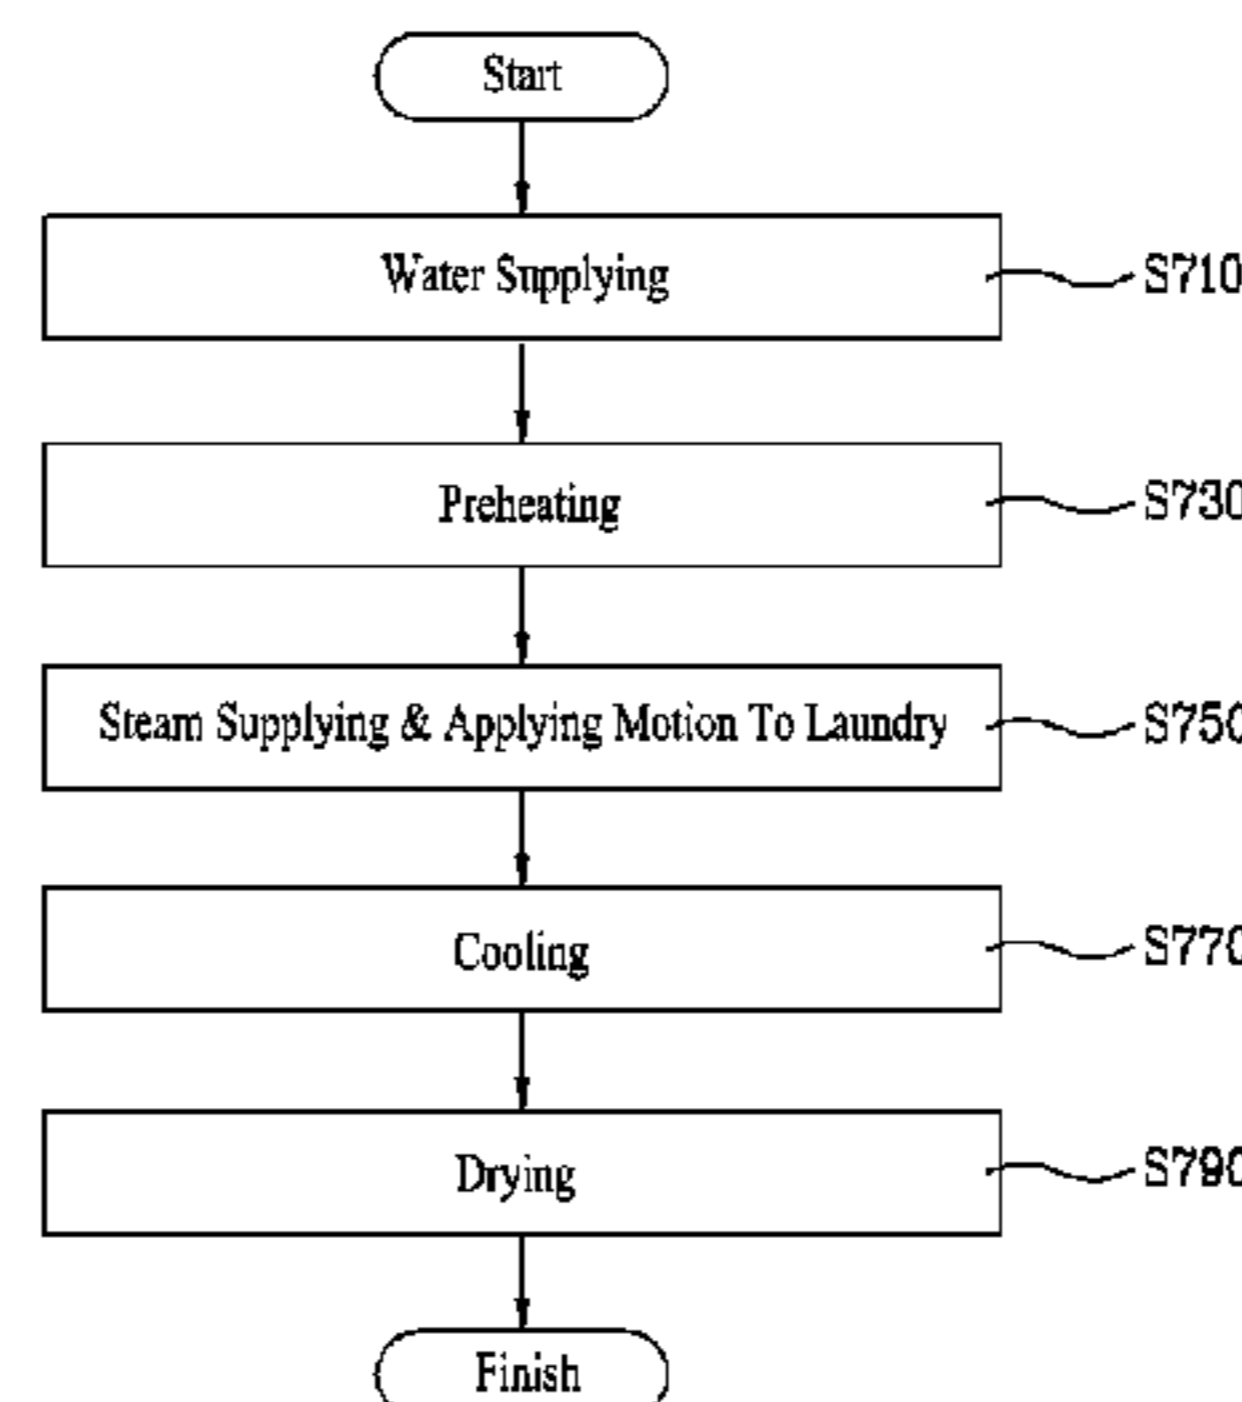 Start
Water Supplying
S710
Preheating
S730
Steam Supplying & Applying Motion To Laundry
S750
Cooling
S770
Drying
S790
Finish